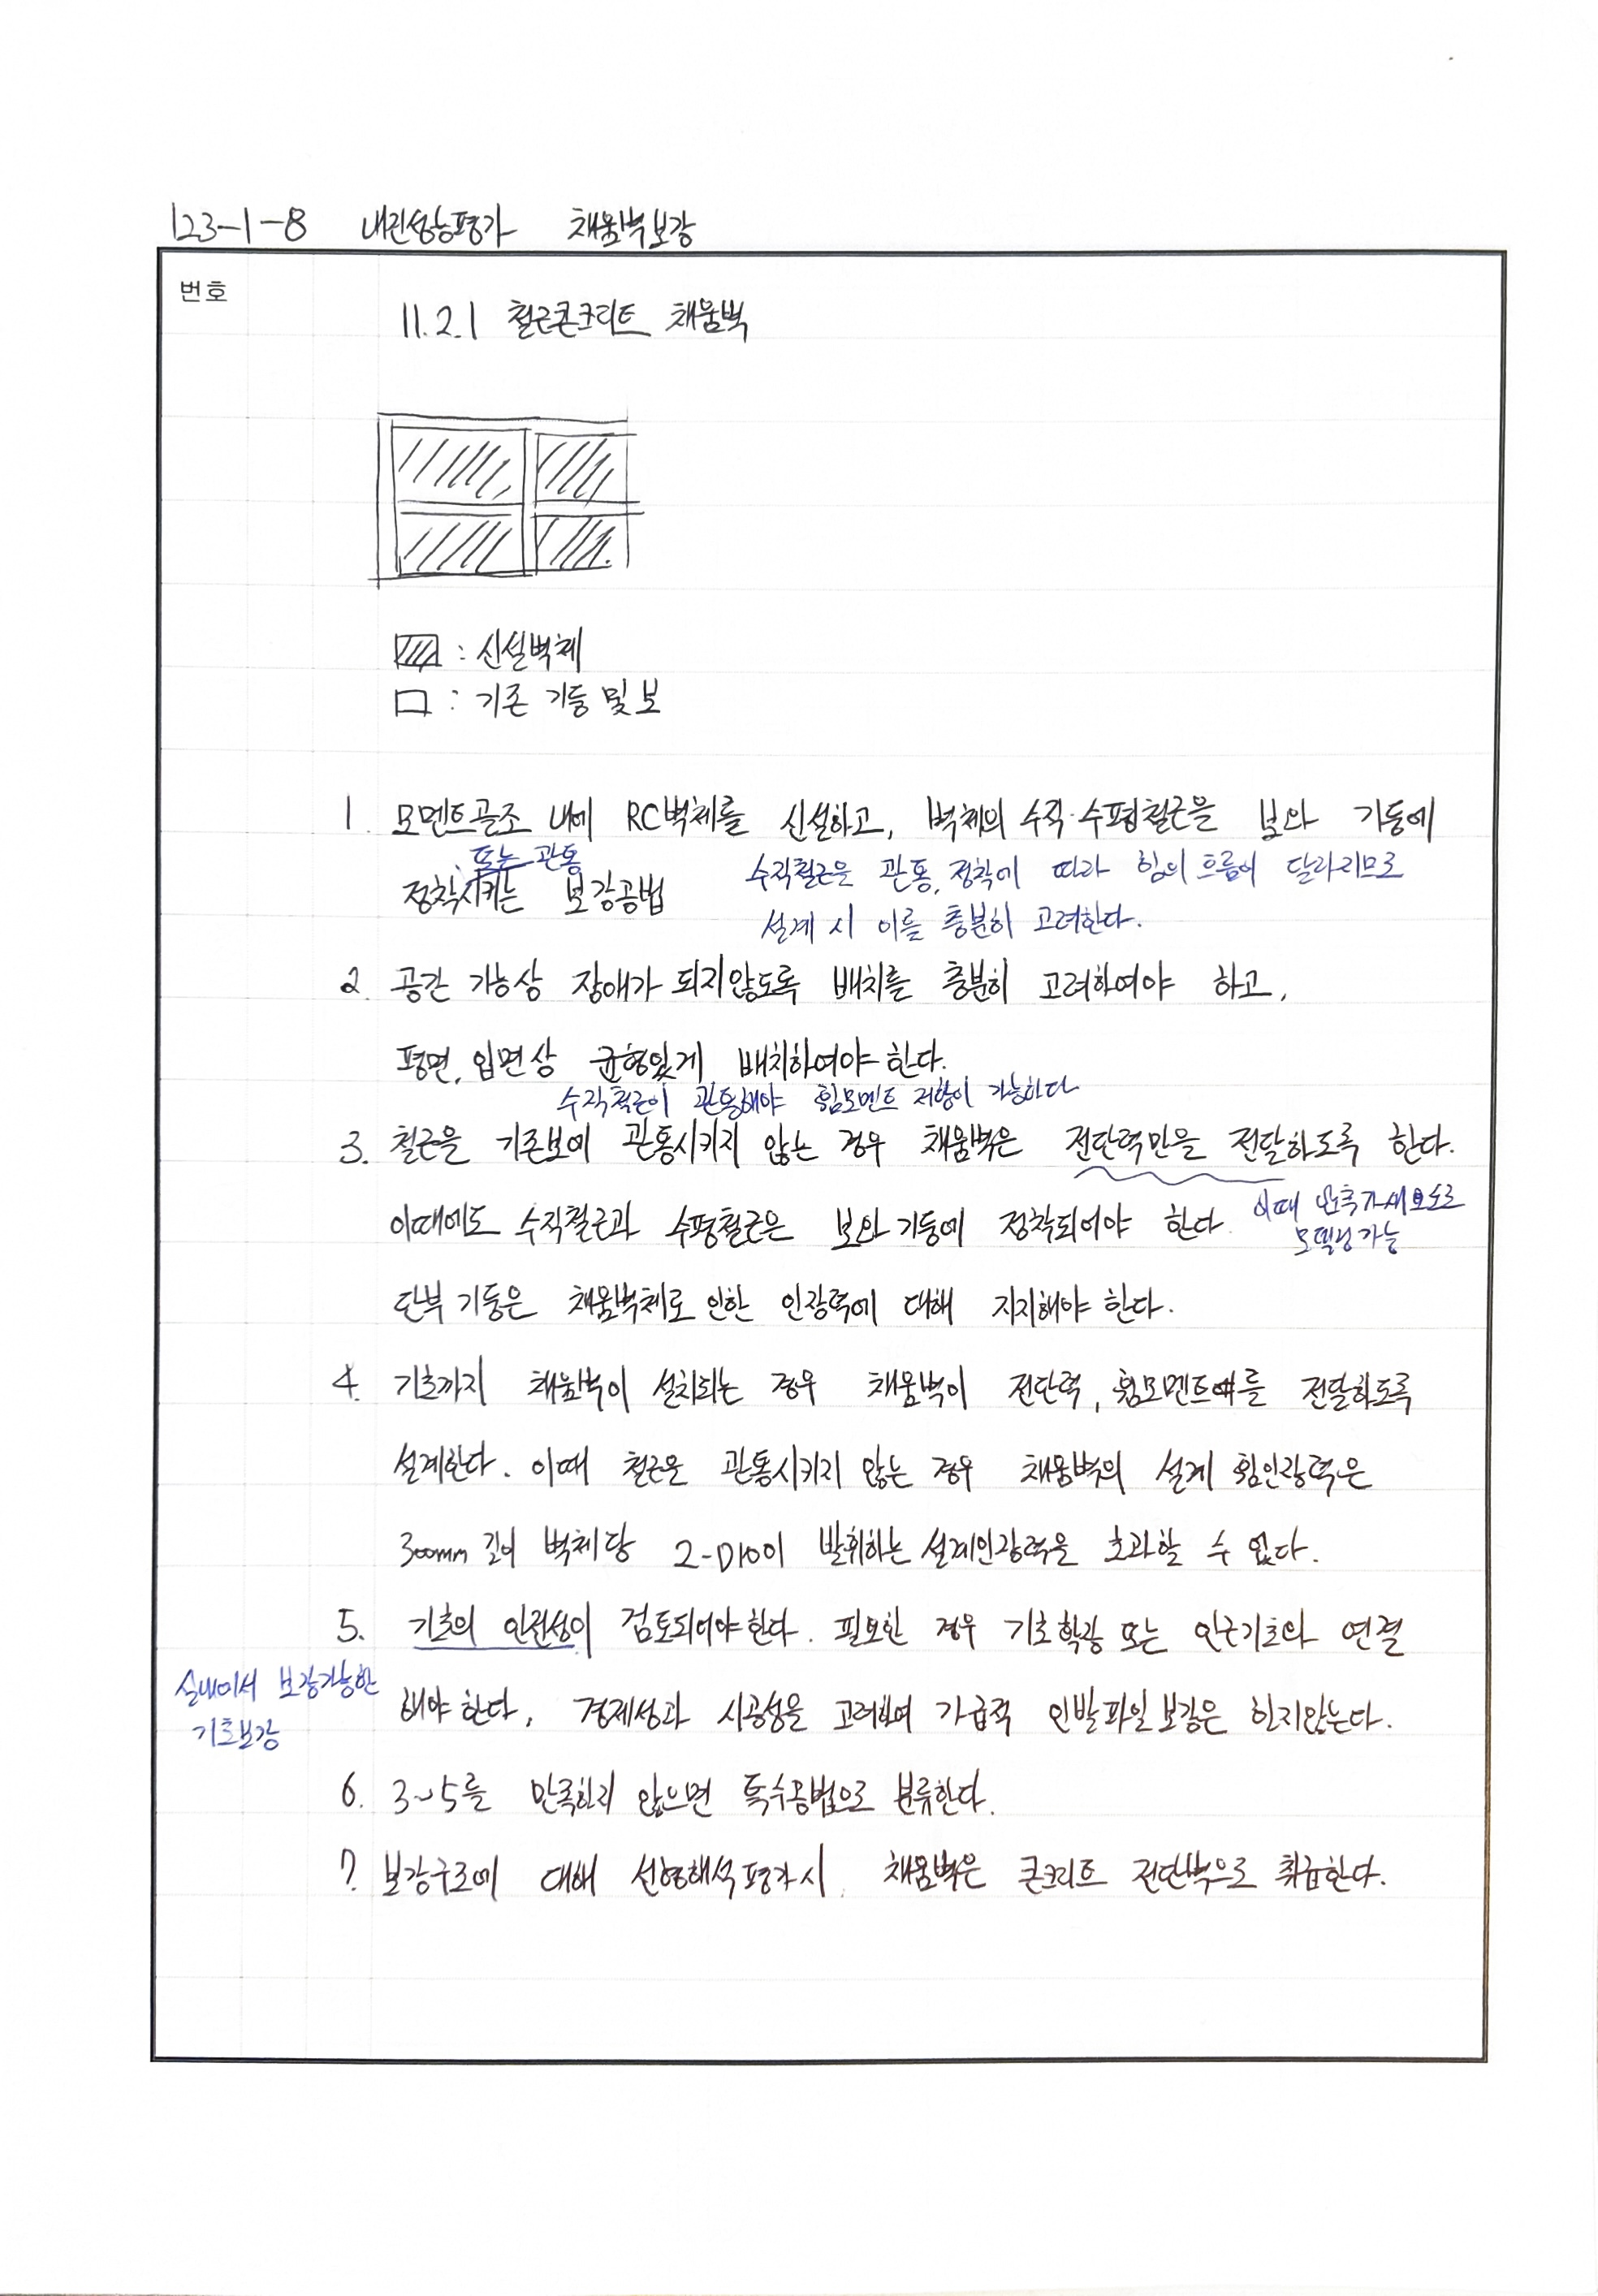 123-1-8 내진성능평가 채움벽보강
번호
11.2.1 철근콘크리트 채움벽
: 신설벽체
: 기존 기둥 및 보
1. 모멘트골조 내에 RC벽체를 신설하고, 벽체의 수직·수평철근을 보와 기둥에
또는 관통
정착시키는 보강공법
수직철근은 관통, 정착에 따라 힘의 흐름이 달라지므로
설계 시 이를 충분히 고려한다.
2. 공간 기능상 장애가 되지않도록 배치를 충분히 고려하여야 하고,
평면, 입면상 균형있게 배치하여야 한다.
수직철근이 관통해야 휨모멘트 저항이 가능하다
3. 철근을 기존보에 관통시키지 않는 경우 채움벽은 전단력만을 전달하도록 한다.
이때에도 수직철근과 수평철근은 보와 기둥에 정착되어야 한다.
이때 압축가새요소로
모델링 가능
단부 기둥은 채움벽체로 인한 인장력에 대해 지지해야 한다.
4. 기초까지 채움벽이 설치되는 경우 채움벽이 전단력, 휨모멘트를 전달하도록
설계한다. 이때 철근은 관통시키지 않는 경우 채움벽의 설계 휨인장력은
300mm 길이 벽체당 2-D10이 발휘하는 설계인장력을 초과할 수 없다.
5. 기초의 안전성이 검토되어야한다. 필요한 경우 기초확장 또는 인근기초와 연결
실내에서 보강가능한
기초보강
해야 한다, 경제성과 시공성을 고려하여 가급적 인발파일보강은 하지않는다.
6. 3~5를 만족하지 않으면 특수공법으로 분류한다.
7. 보강구조에 대해 선형해석평가시, 채움벽은 콘크리트 전단벽으로 취급한다.